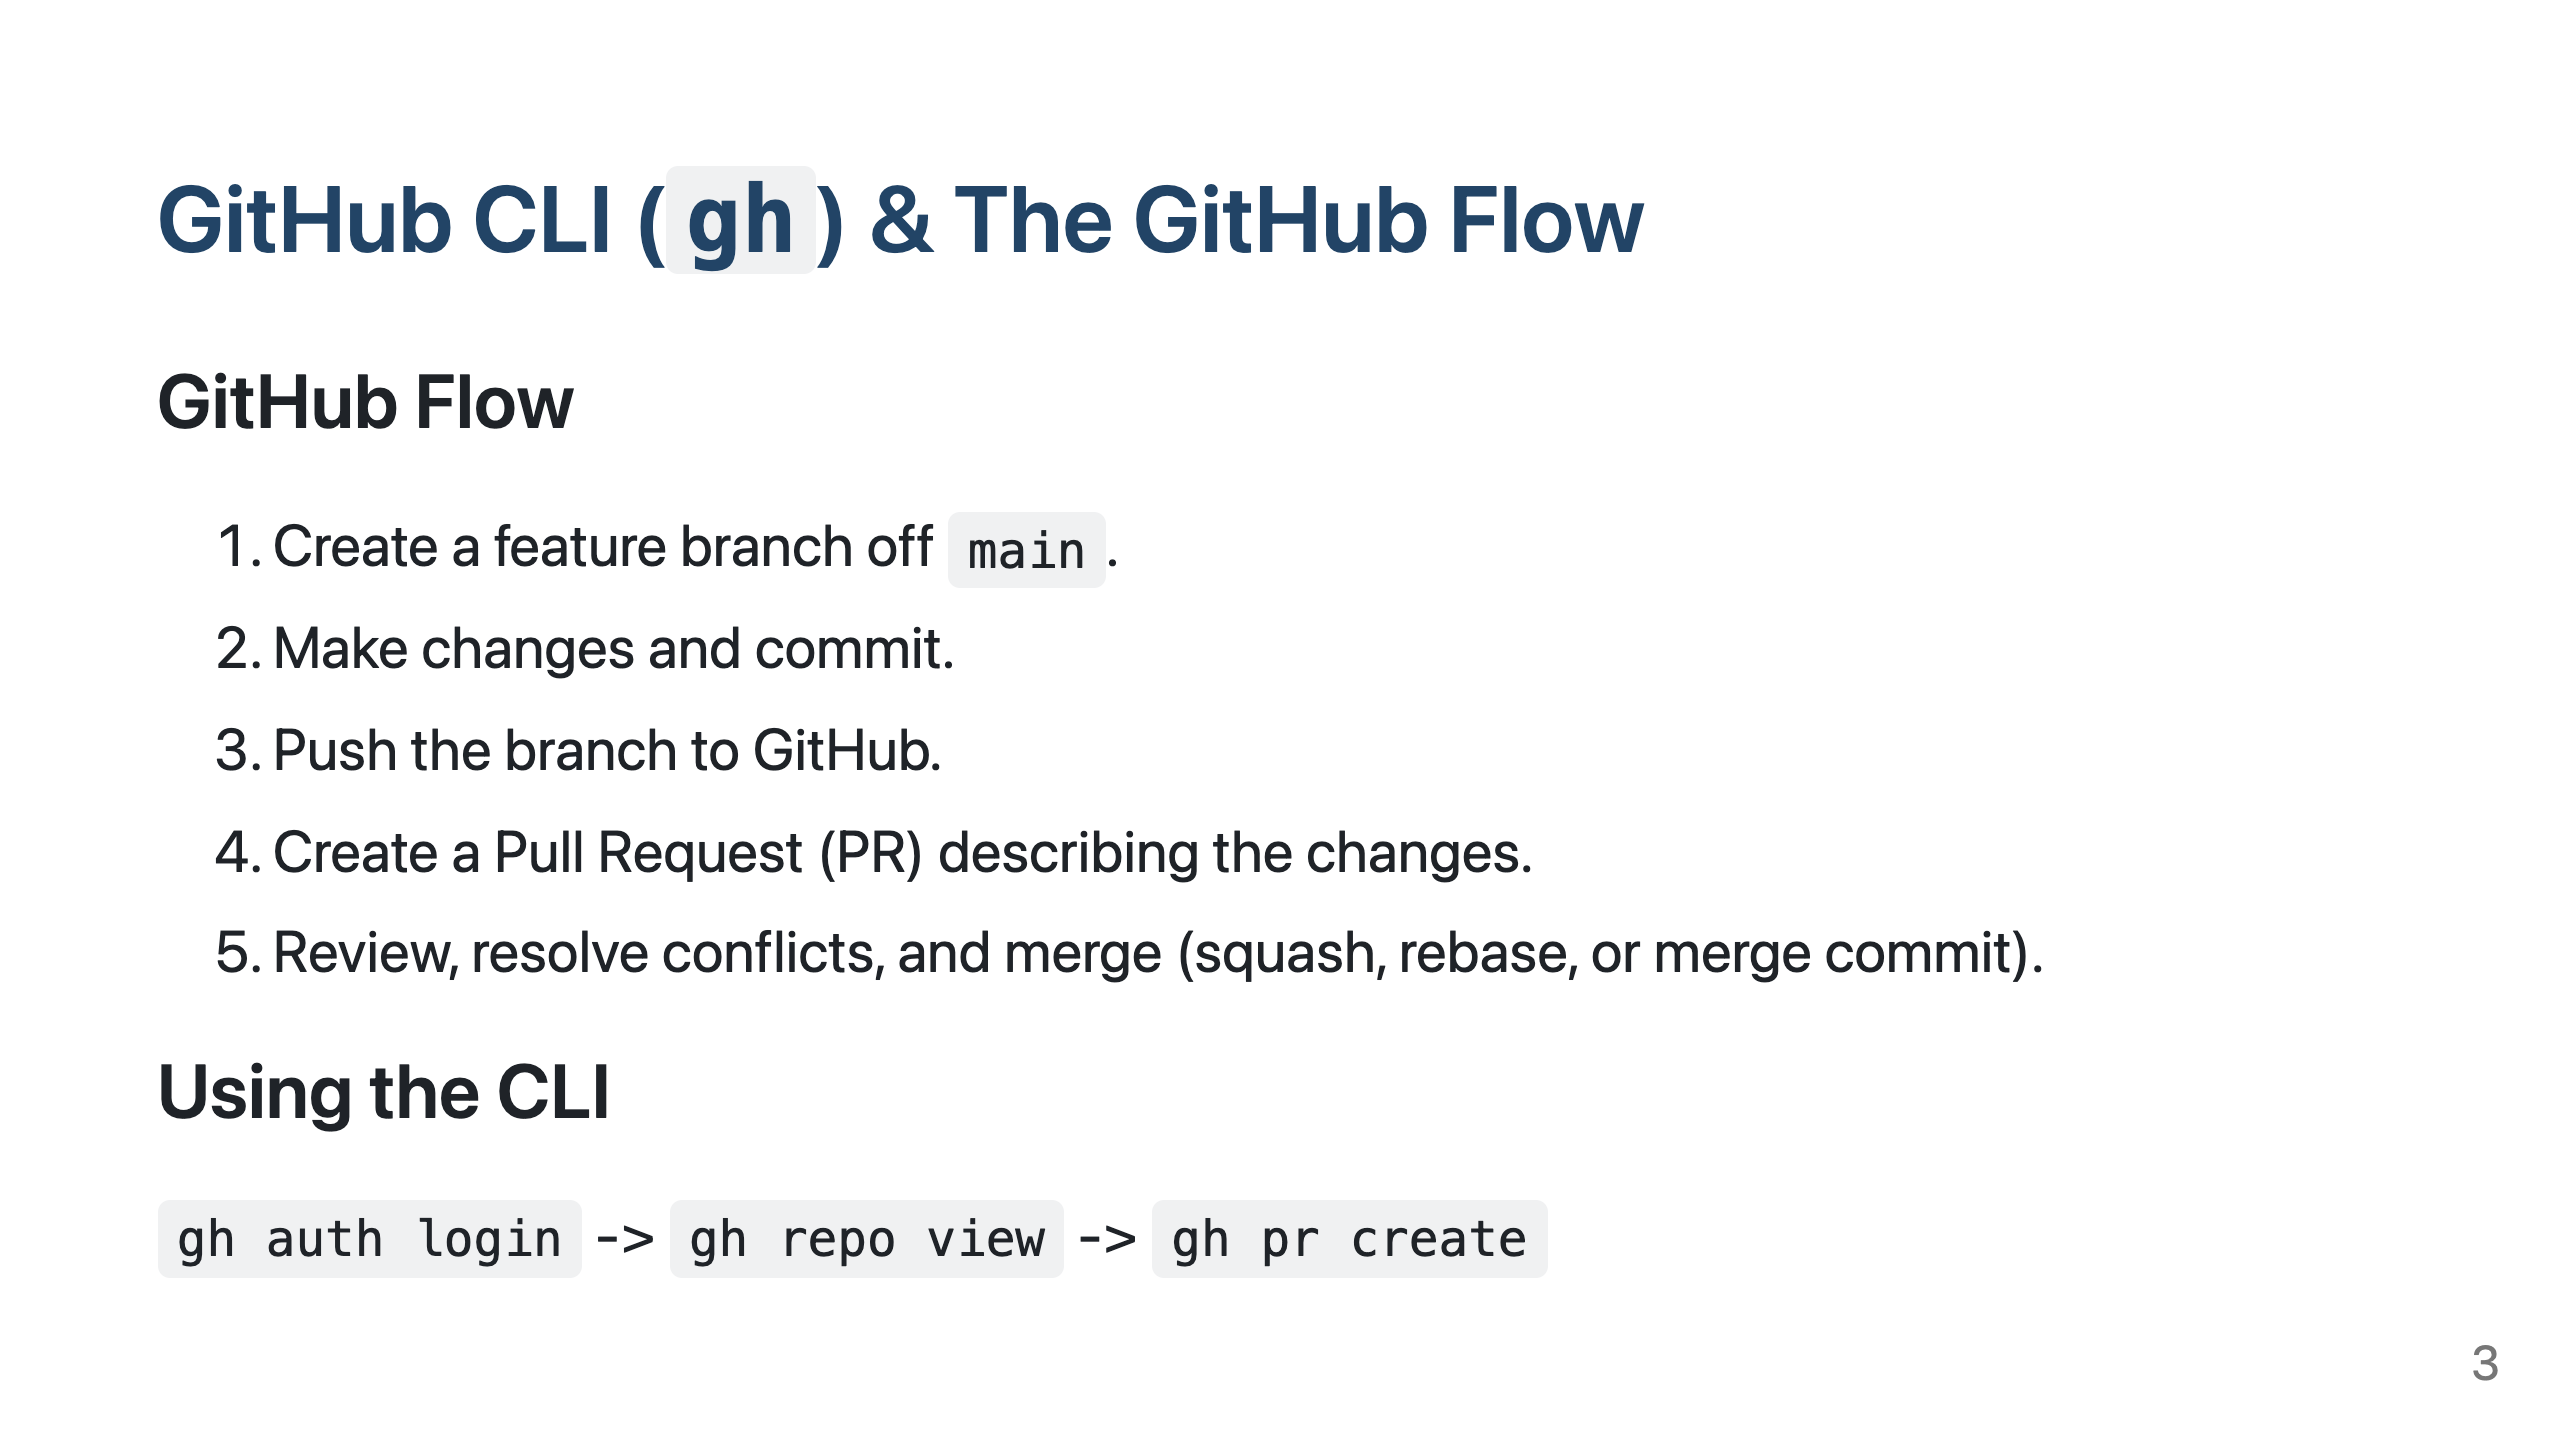 GitHub CLI (gh) & The GitHub Flow
GitHub Flow
1. Create a feature branch off main.
2. Make changes and commit.
3. Push the branch to GitHub.
4. Create a Pull Request (PR) describing the changes.
5. Review, resolve conflicts, and merge (squash, rebase, or merge commit).
Using the CLI
gh auth login -> gh repo view -> gh pr create
3